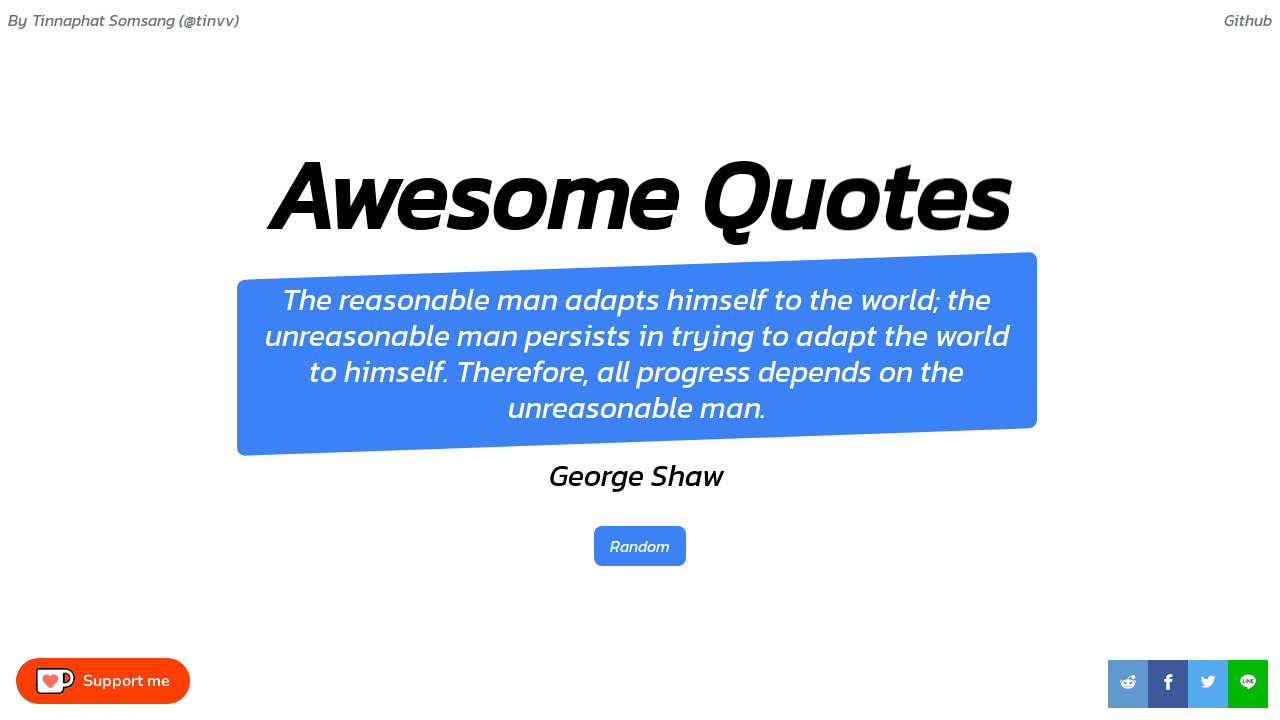 By Tinnaphat Somsang (@tinvv)
Github
Awesome Quotes
The reasonable man adapts himself to the world; the
unreasonable man persists in trying to adapt the world
to himself. Therefore, all progress depends on the
unreasonable man.
George Shaw
Random
Support me
LINE